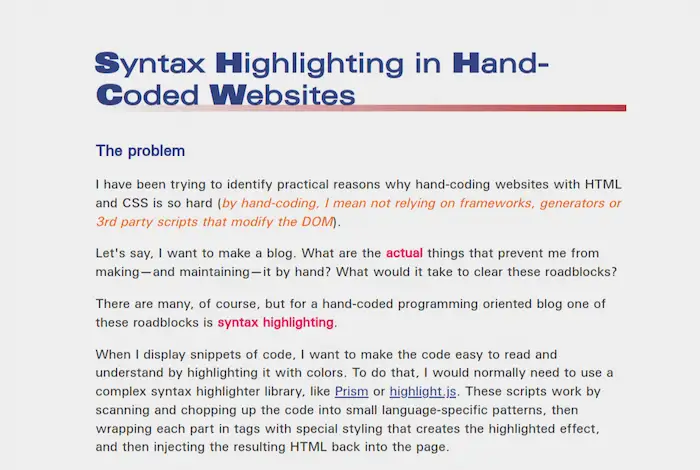 Syntax Highlighting in Hand-
Coded Websites
The problem
I have been trying to identify practical reasons why hand-coding websites with HTML
and CSS is so hard (by hand-coding, I mean not relying on frameworks, generators or
3rd party scripts that modify the DOM).
Let's say, I want to make a blog. What are the actual things that prevent me from
making—and maintaining—it by hand? What would it take to clear these roadblocks?
There are many, of course, but for a hand-coded programming oriented blog one of
these roadblocks is syntax highlighting.
When I display snippets of code, I want to make the code easy to read and
understand by highlighting it with colors. To do that, I would normally need to use a
complex syntax highlighter library, like Prism or highlight.js. These scripts work by
scanning and chopping up the code into small language-specific patterns, then
wrapping each part in tags with special styling that creates the highlighted effect,
and then injecting the resulting HTML back into the page.